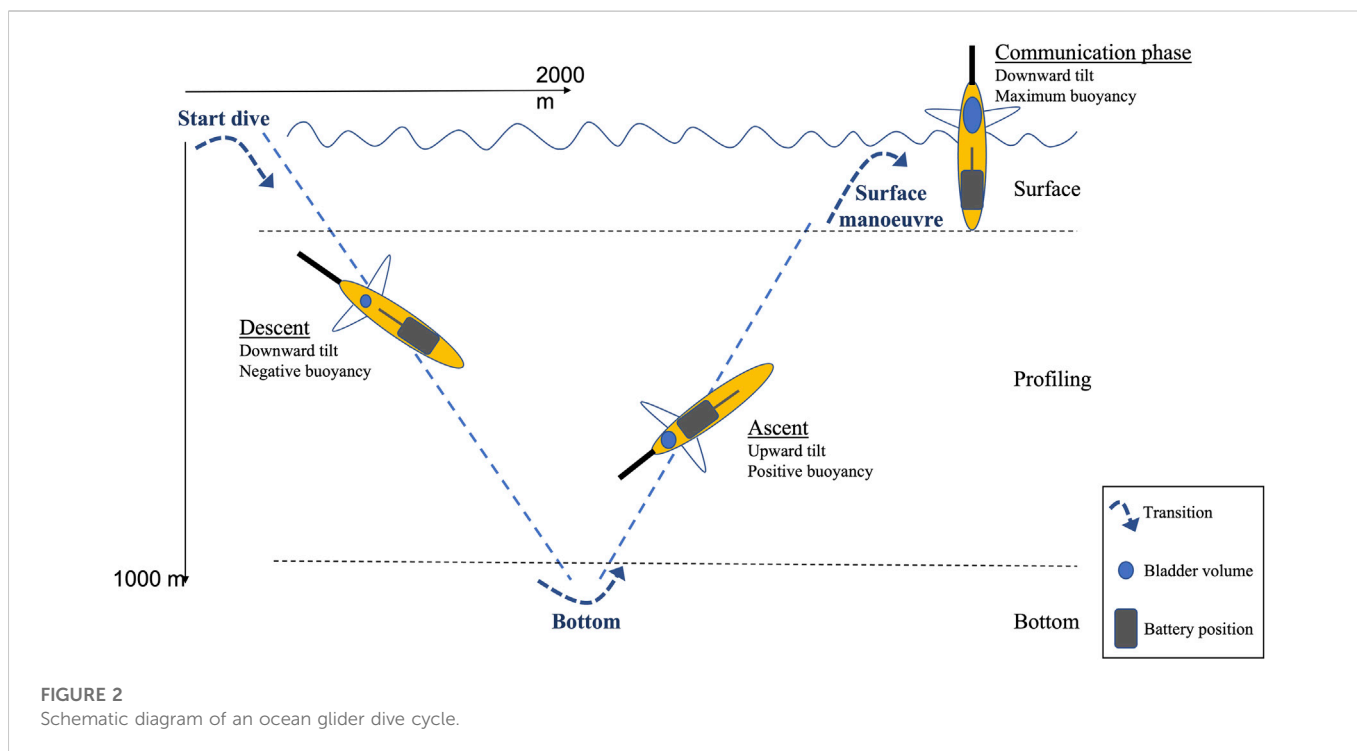 2000
m
Start dive
Communication phase
Downward tilt
Maximum buoyancy
Surface
manoeuvre
Surface
Descent
Downward tilt
Negative buoyancy
Profiling
Ascent
Upward tilt
Positive buoyancy
1000 m
Bottom
Bottom
Transition
Bladder volume
Battery position
FIGURE 2
Schematic diagram of an ocean glider dive cycle.